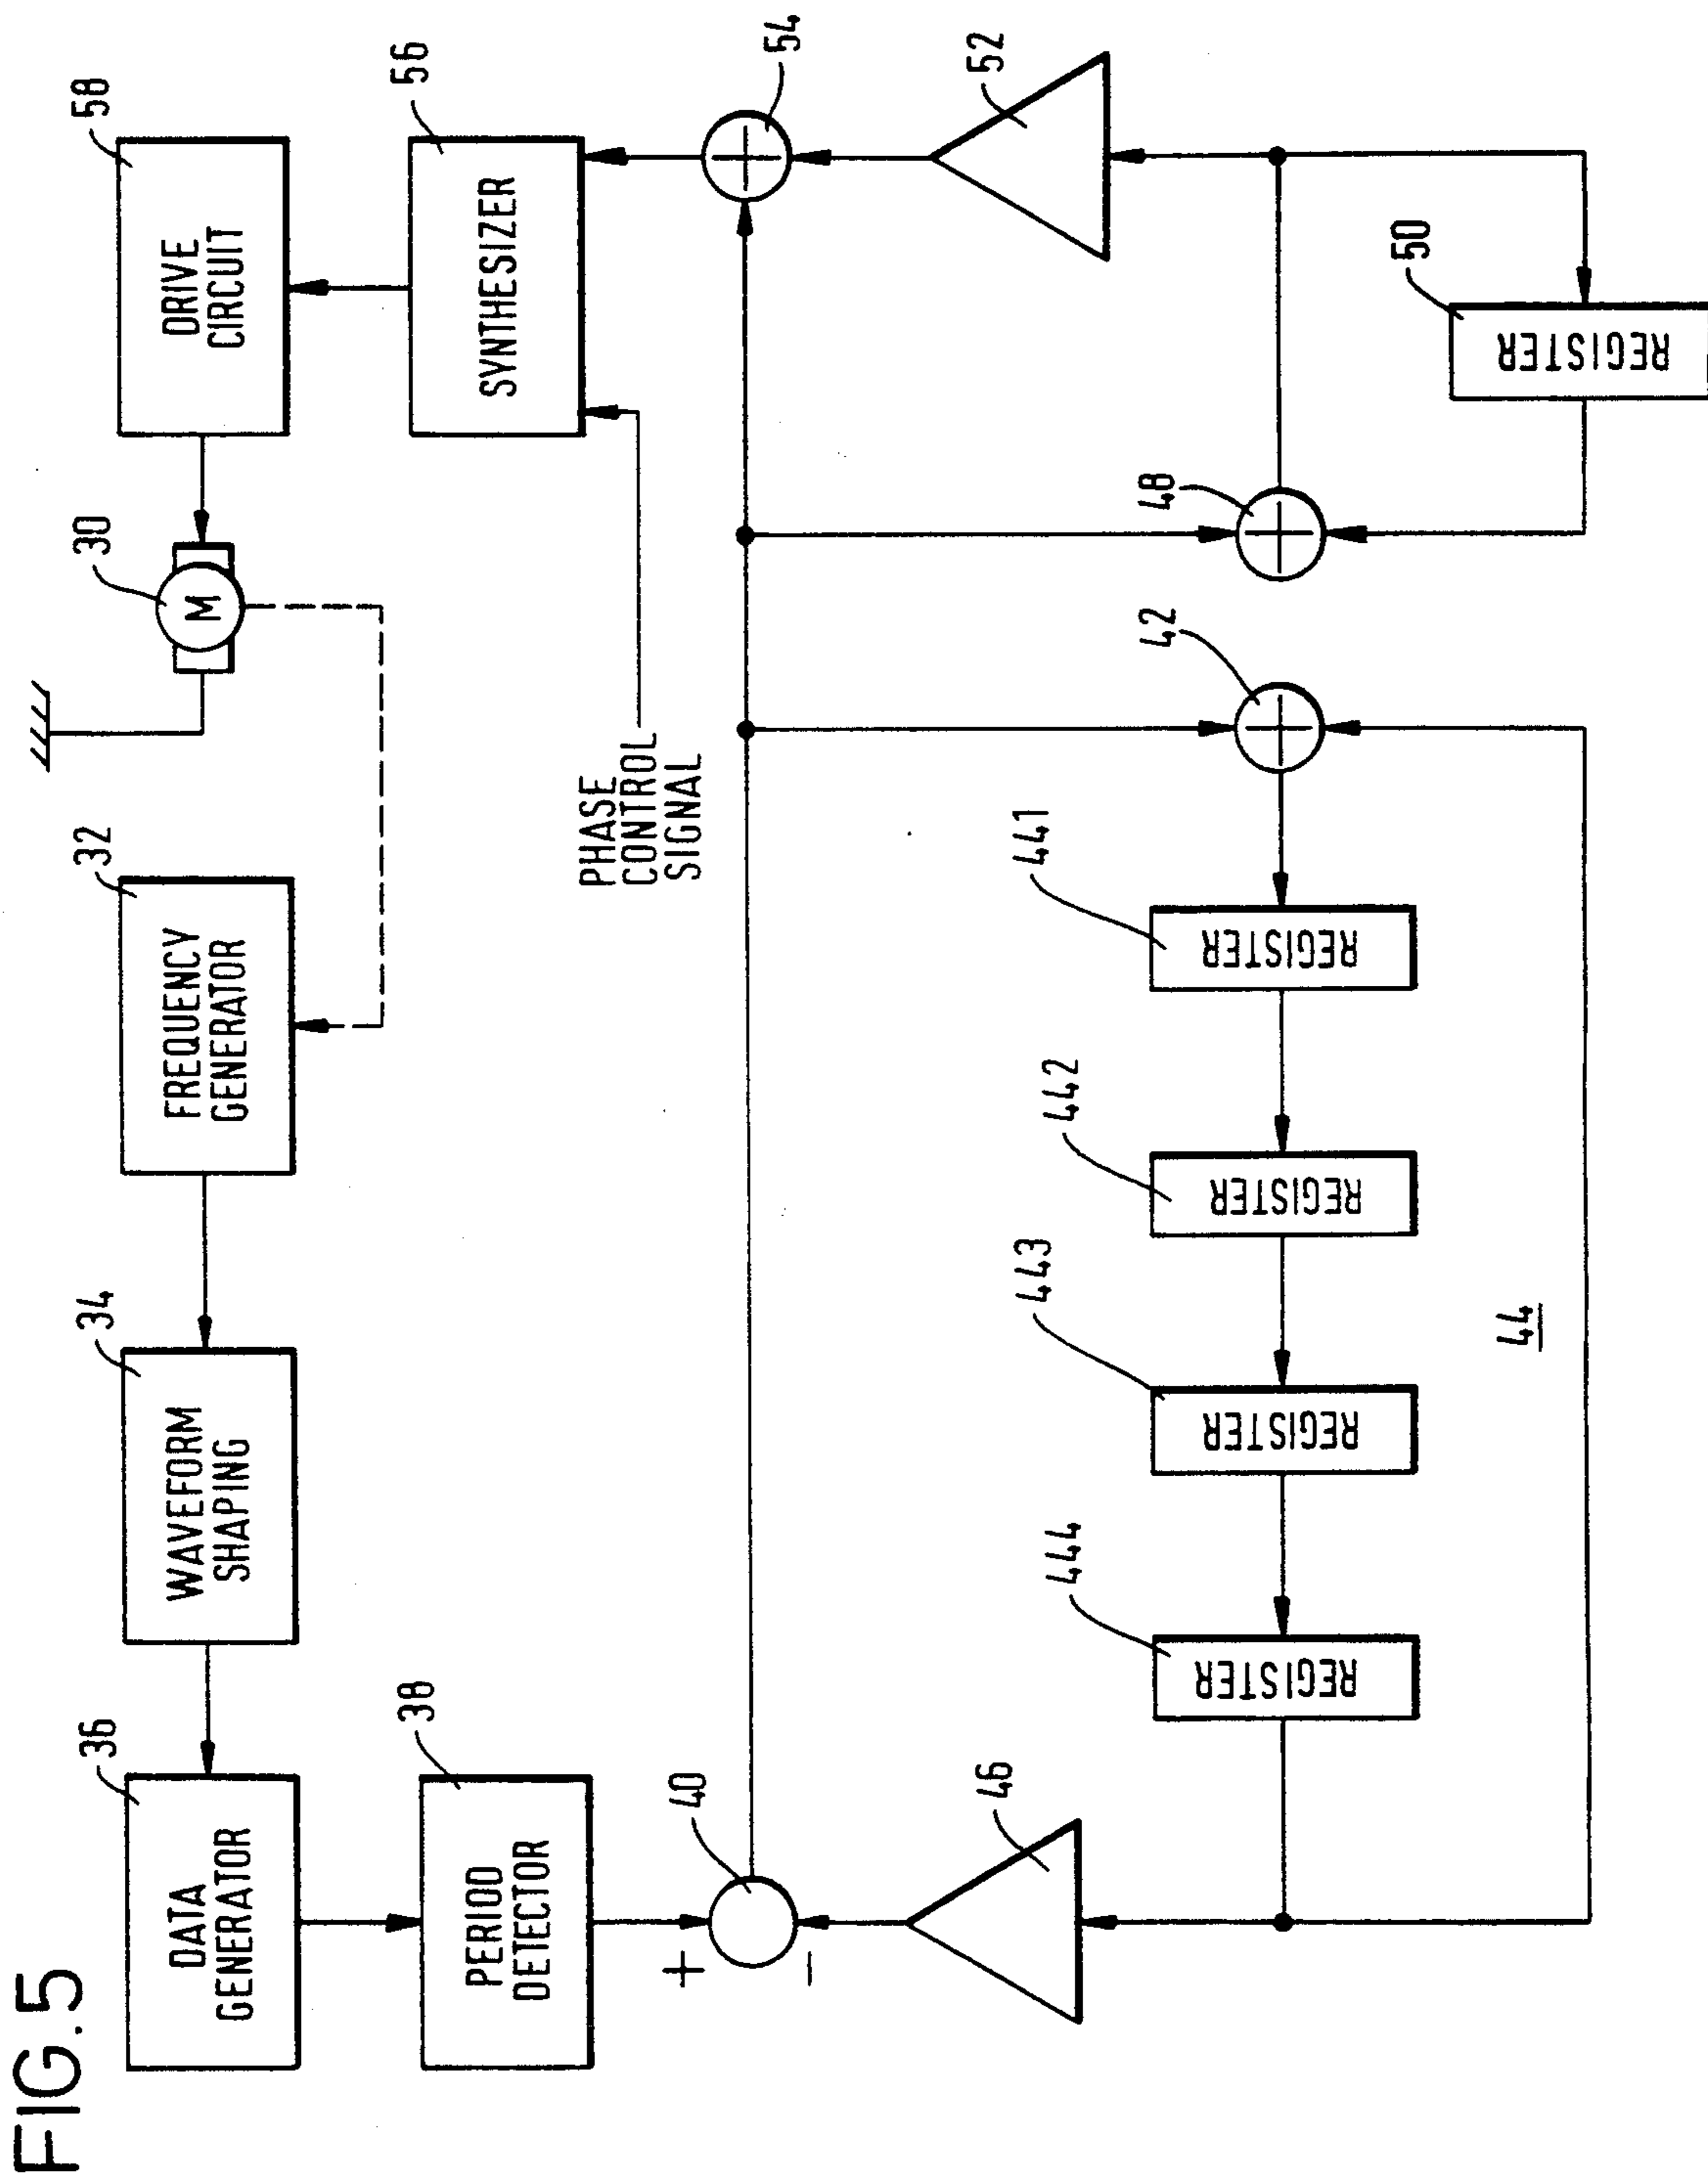 FIG. 5
36
DATA
GENERATOR
34
WAVEFORM
SHAPING
32
FREQUENCY
GENERATOR
30
M
58
DRIVE
CIRCUIT
38
PERIOD
DETECTOR
PHASE
CONTROL
SIGNAL
56
SYNTHESIZER
+
-
40
54
46
52
444
REGISTER
443
REGISTER
442
REGISTER
441
REGISTER
42
48
44
50
REGISTER